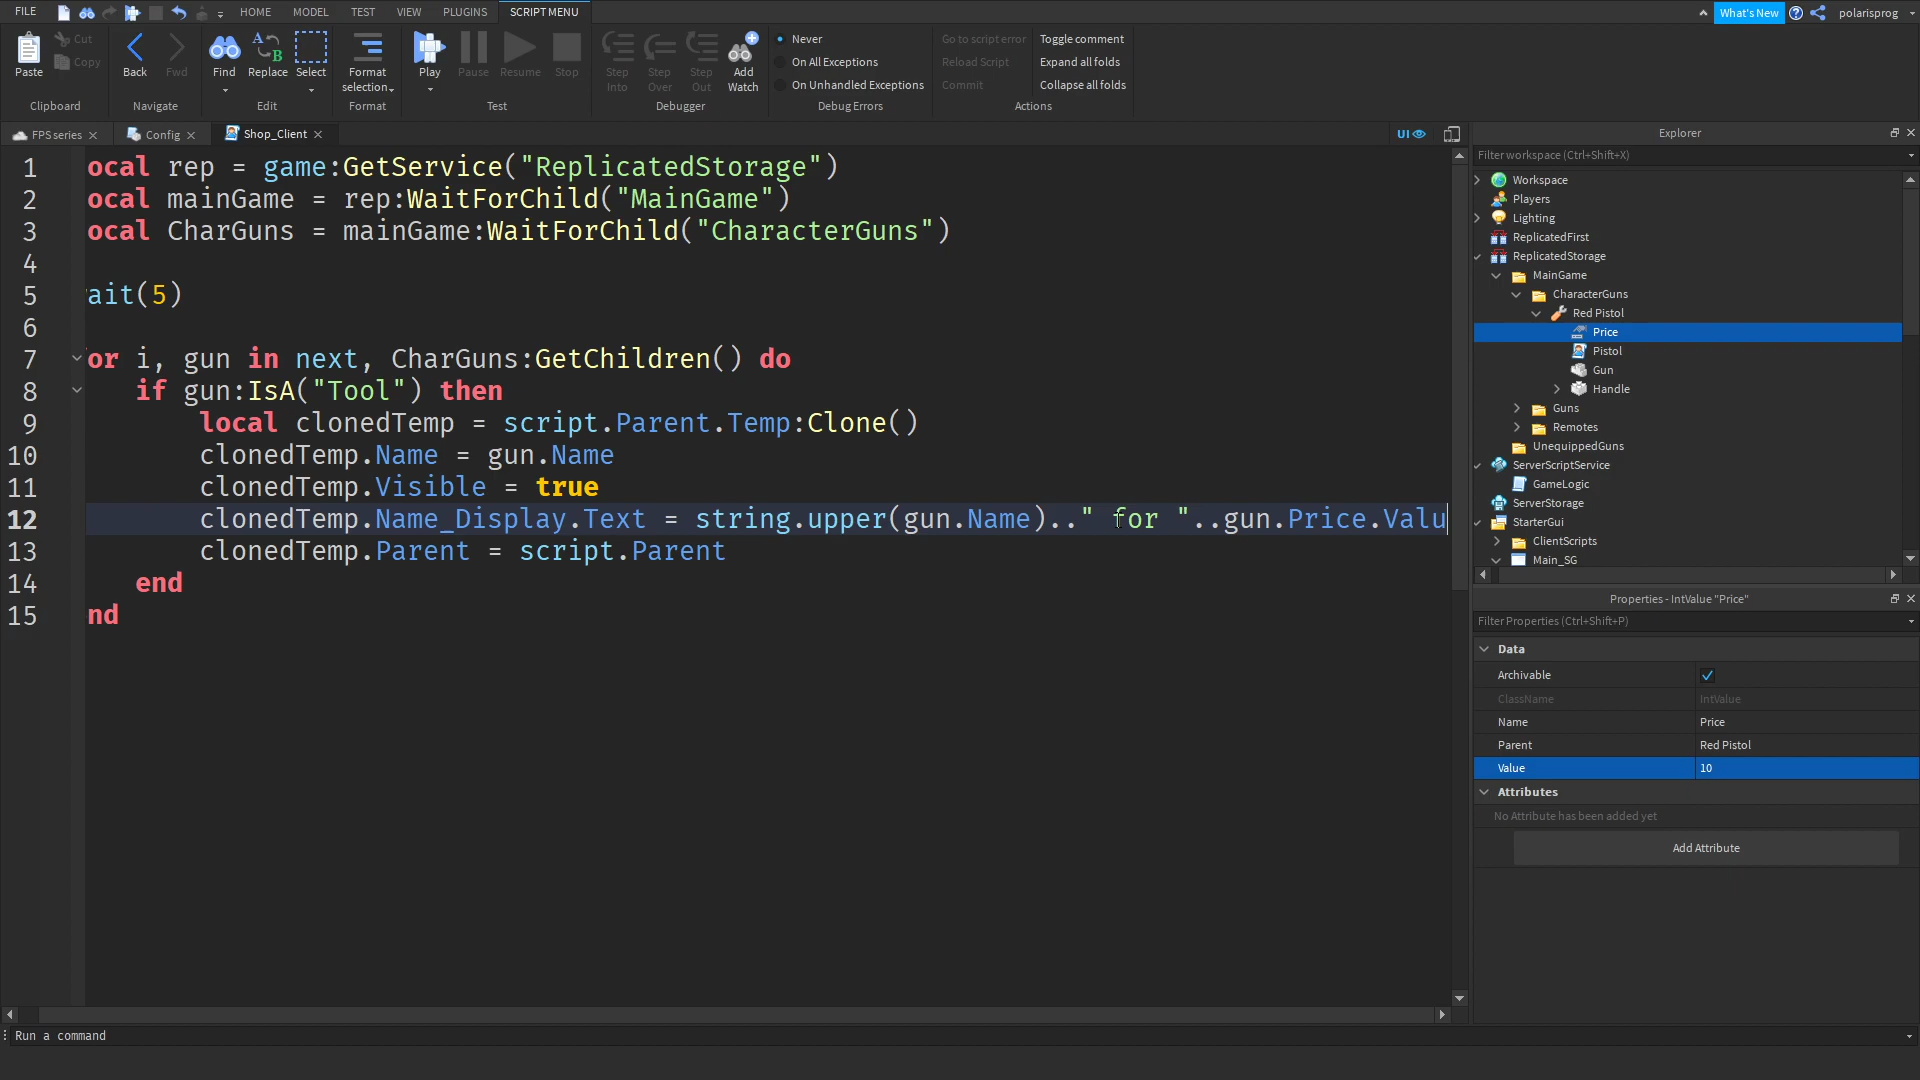 FILE HOME MODEL TEST VIEW PLUGINS SCRIPT MENU What's New polarisprog
Paste Cut Copy Back Fwd Find Replace Select Format selection Play Pause Resume Stop Step Into Step Over Step Out Add Watch
Never Go to script error Toggle comment
On All Exceptions Reload Script Expand all folds
On Unhandled Exceptions Commit Collapse all folds
Clipboard Navigate Edit Format Test Debugger Debug Errors Actions
FPS series Config Shop_Client UI
1 ocal rep = game:GetService("ReplicatedStorage")
2 ocal mainGame = rep:WaitForChild("MainGame")
3 ocal CharGuns = mainGame:WaitForChild("CharacterGuns")
4
5 ait(5)
6
7 or i, gun in next, CharGuns:GetChildren() do
8 if gun:IsA("Tool") then
9 local clonedTemp = script.Parent.Temp:Clone()
10 clonedTemp.Name = gun.Name
11 clonedTemp.Visible = true
12 clonedTemp.Name_Display.Text = string.upper(gun.Name).." for "..gun.Price.Valu
13 clonedTemp.Parent = script.Parent
14 end
15 nd
Run a command
Explorer
Filter workspace (Ctrl+Shift+X)
Workspace
Players
Lighting
ReplicatedFirst
ReplicatedStorage
MainGame
CharacterGuns
Red Pistol
Price
Pistol
Gun
Handle
Guns
Remotes
UnequippedGuns
ServerScriptService
GameLogic
ServerStorage
StarterGui
ClientScripts
Main_SG
Properties - IntValue "Price"
Filter Properties (Ctrl+Shift+P)
Data
Archivable
ClassName IntValue
Name Price
Parent Red Pistol
Value 10
Attributes
No Attribute has been added yet
Add Attribute